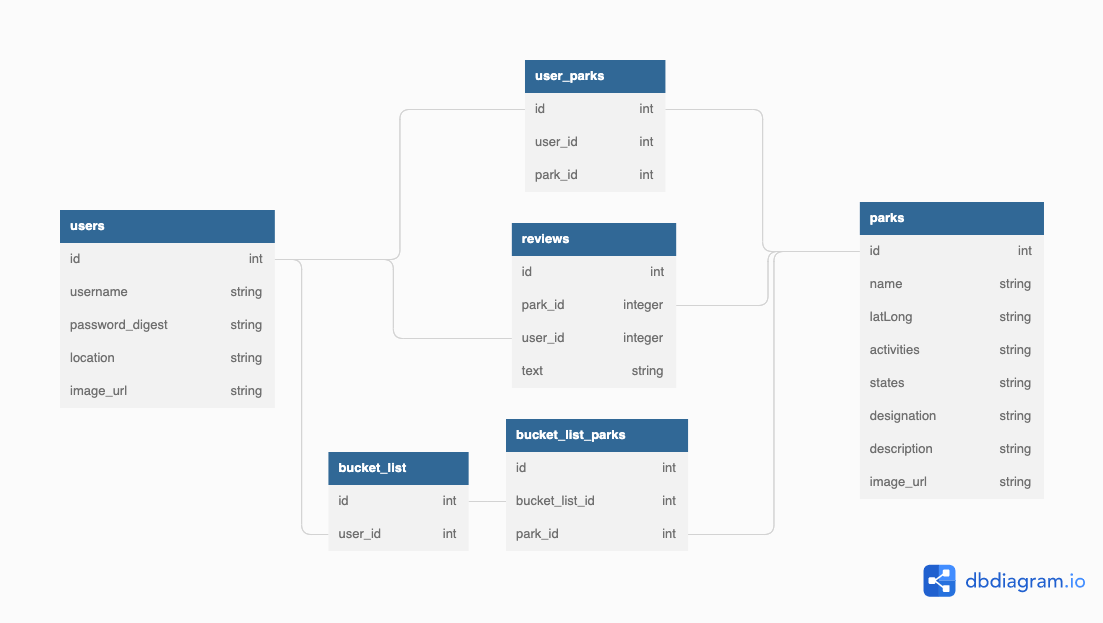 user_parks
id int
user_id int
park_id int
users
id int
username string
password_digest string
location string
image_url string
reviews
id int
park_id integer
user_id integer
text string
parks
id int
name string
latLong string
activities string
states string
designation string
description string
image_url string
bucket_list
id int
user_id int
bucket_list_parks
id int
bucket_list_id int
park_id int
dbdiagram.io